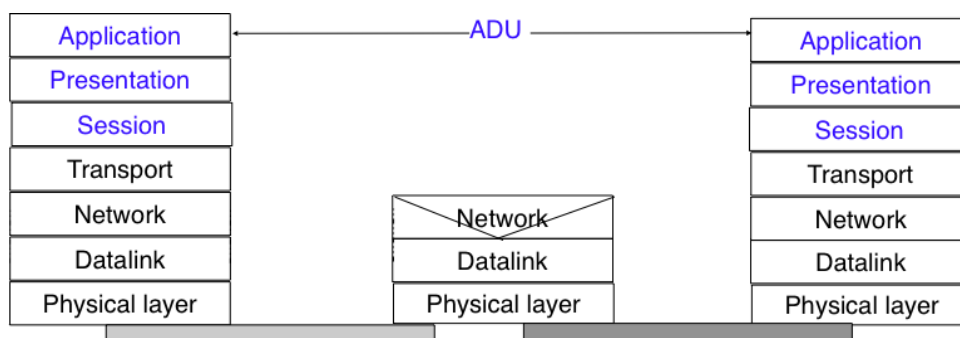 Application
Presentation
Session
Transport
Network
Datalink
Physical layer
ADU
Network
Datalink
Physical layer
Application
Presentation
Session
Transport
Network
Datalink
Physical layer